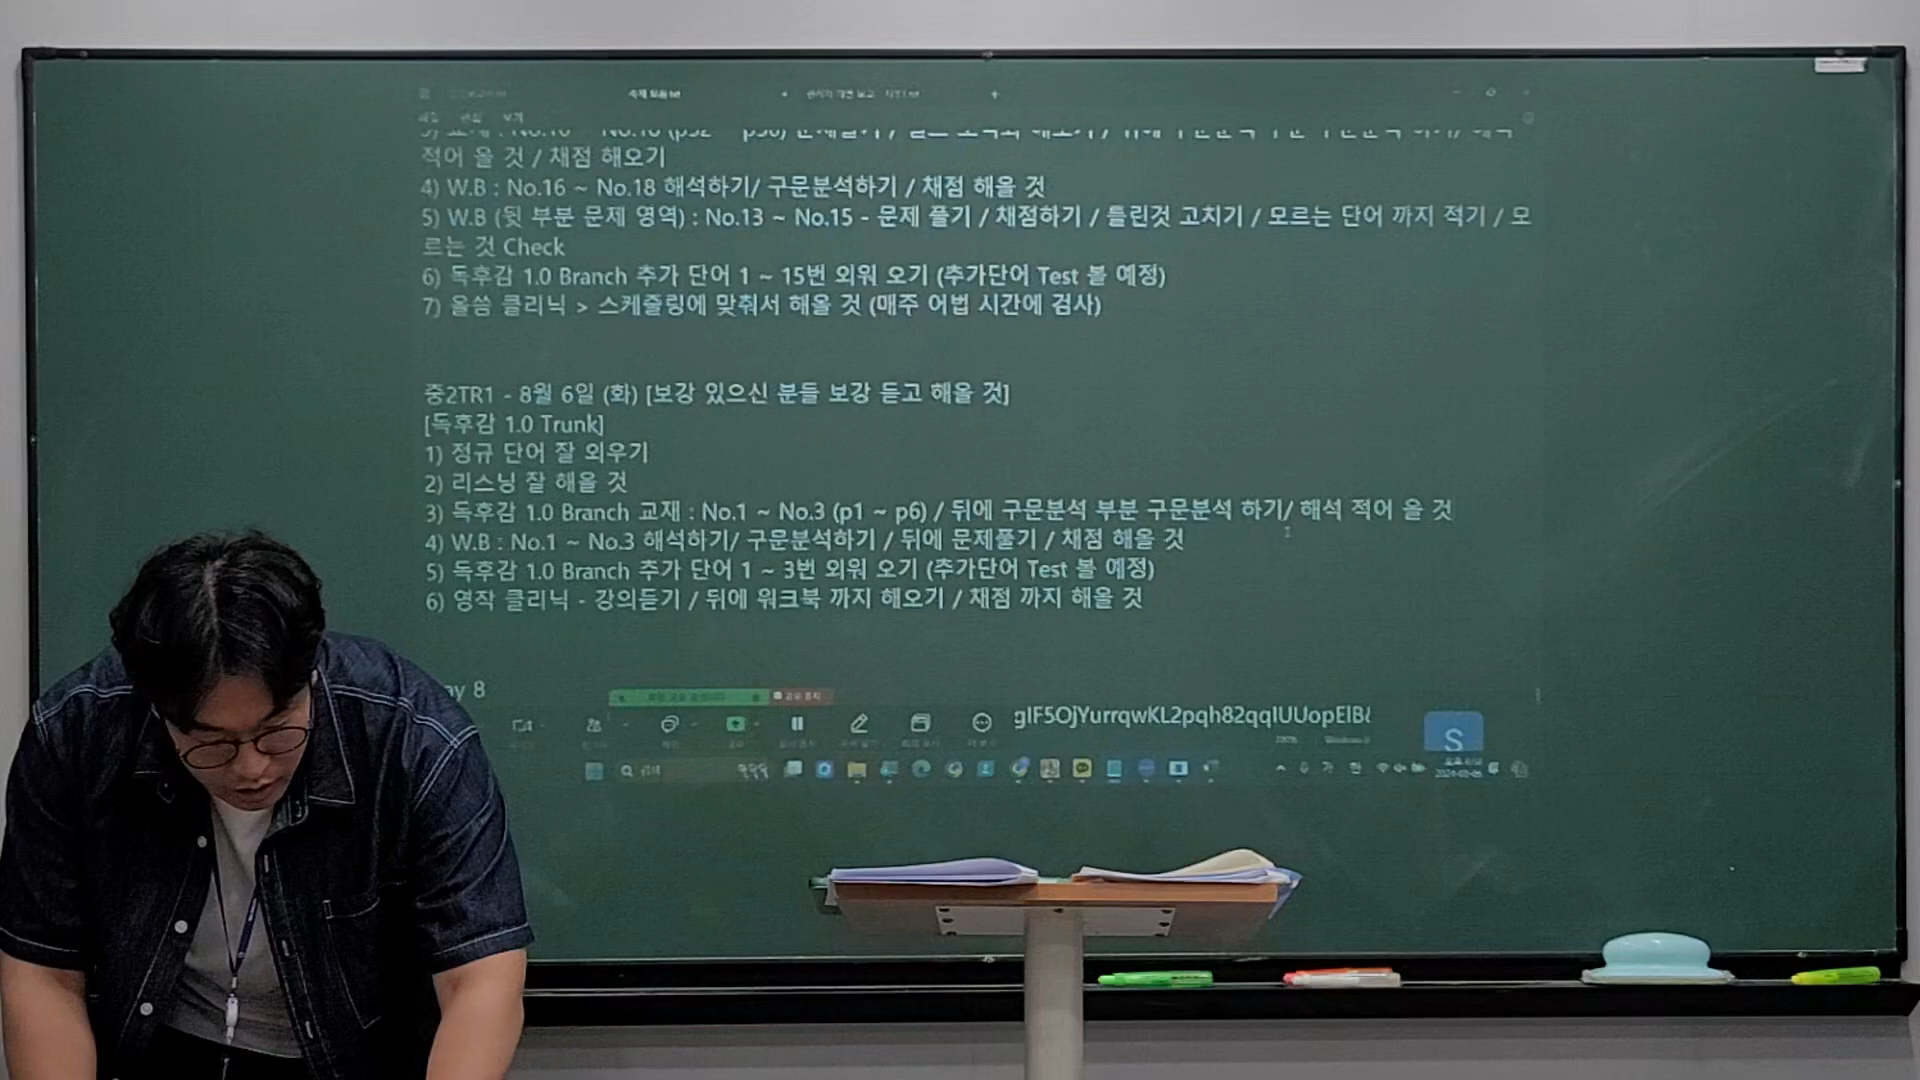 숙제 모음.txt
적어 올 것 / 채점 해오기
4) W.B : No.16 ~ No.18 해석하기/ 구문분석하기 / 채점 해올 것
5) W.B (뒷 부분 문제 영역) : No.13 ~ No.15 - 문제 풀기 / 채점하기 / 틀린것 고치기 / 모르는 단어 까지 적기 / 모
르는 것 Check
6) 독후감 1.0 Branch 추가 단어 1 ~ 15번 외워 오기 (추가단어 Test 볼 예정)
7) 올씀 클리닉 > 스케줄링에 맞춰서 해올 것 (매주 어법 시간에 검사)
중2TR1 - 8월 6일 (화) [보강 있으신 분들 보강 듣고 해올 것]
[독후감 1.0 Trunk]
1) 정규 단어 잘 외우기
2) 리스닝 잘 해올 것
3) 독후감 1.0 Branch 교재 : No.1 ~ No.3 (p1 ~ p6) / 뒤에 구문분석 부분 구문분석 하기/ 해석 적어 올 것
4) W.B : No.1 ~ No.3 해석하기/ 구문분석하기 / 뒤에 문제풀기 / 채점 해올 것
5) 독후감 1.0 Branch 추가 단어 1 ~ 3번 외워 오기 (추가단어 Test 볼 예정)
6) 영작 클리닉 - 강의듣기 / 뒤에 워크북 까지 해오기 / 채점 까지 해올 것
ay 8
gIF5OjYurrqwKL2pqh82qqIUUopEIB
S